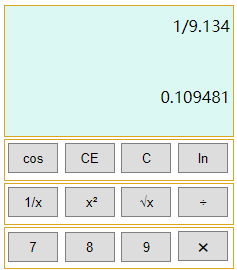 1/9.134
0.109481
cos CE C ln
1/x x² √x ÷
7 8 9 ×